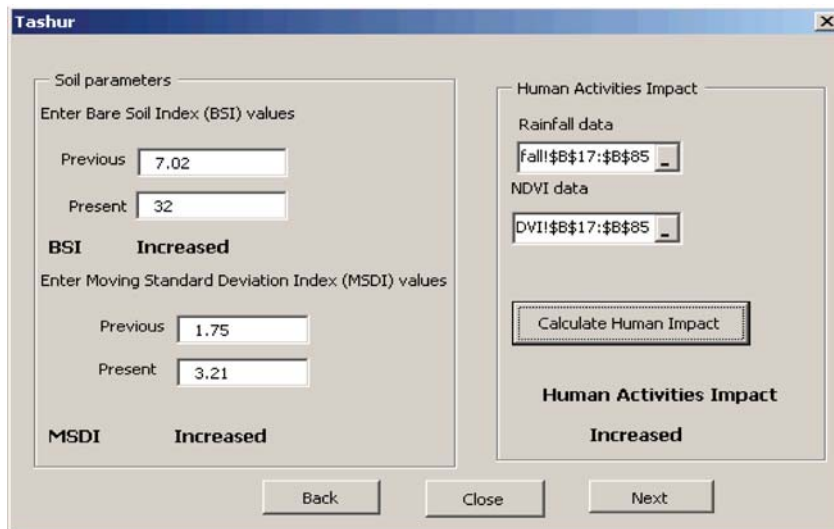 Tashur
Soil parameters
Enter Bare Soil Index (BSI) values
Previous 7.02
Present 32
BSI Increased
Enter Moving Standard Deviation Index (MSDI) values
Previous 1.75
Present 3.21
MSDI Increased
Human Activities Impact
Rainfall data
fall!$B$17:$B$85 _
NDVI data
DVI!$B$17:$B$85 _
Calculate Human Impact
Human Activities Impact
Increased
Back Close Next